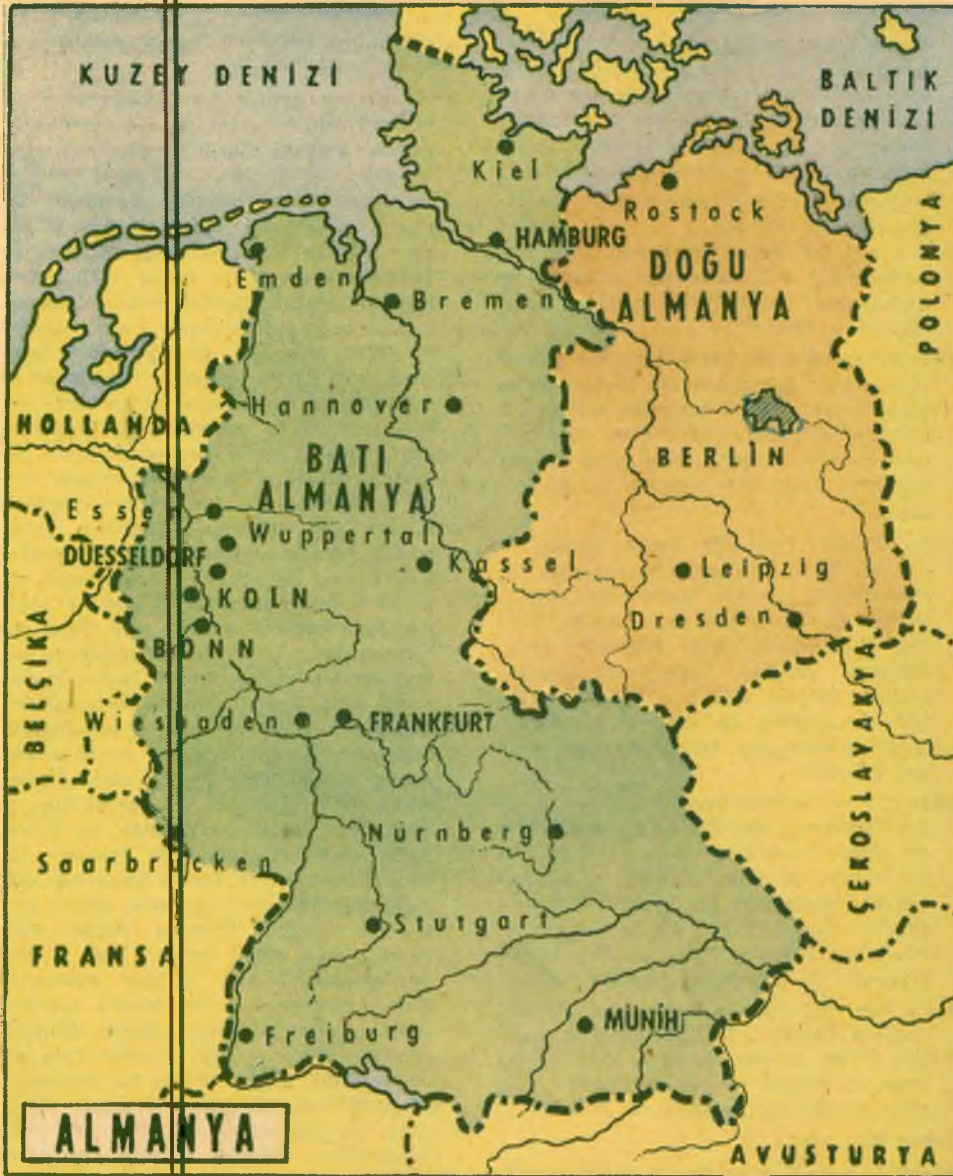 KUZEY DENİZİ
BALTIK
DENİZİ
Kiel
Rostock
HAMBURG
DOĞU
ALMANYA
POLONYA
Emden
Bremen
Hannover
HOLLANDA
BATI
ALMANYA
BERLİN
Essen
Wuppertal
DUESSELDORF
Kassel
Leipzig
KOLN
Dresden
BONN
BELÇİKA
ÇEKOSLAVAKYA
Wiesbaden
FRANKFURT
Nürnberg
Saarbrücken
Stutgart
FRANSA
Freiburg
MÜNİH
ALMANYA
AVUSTURYA